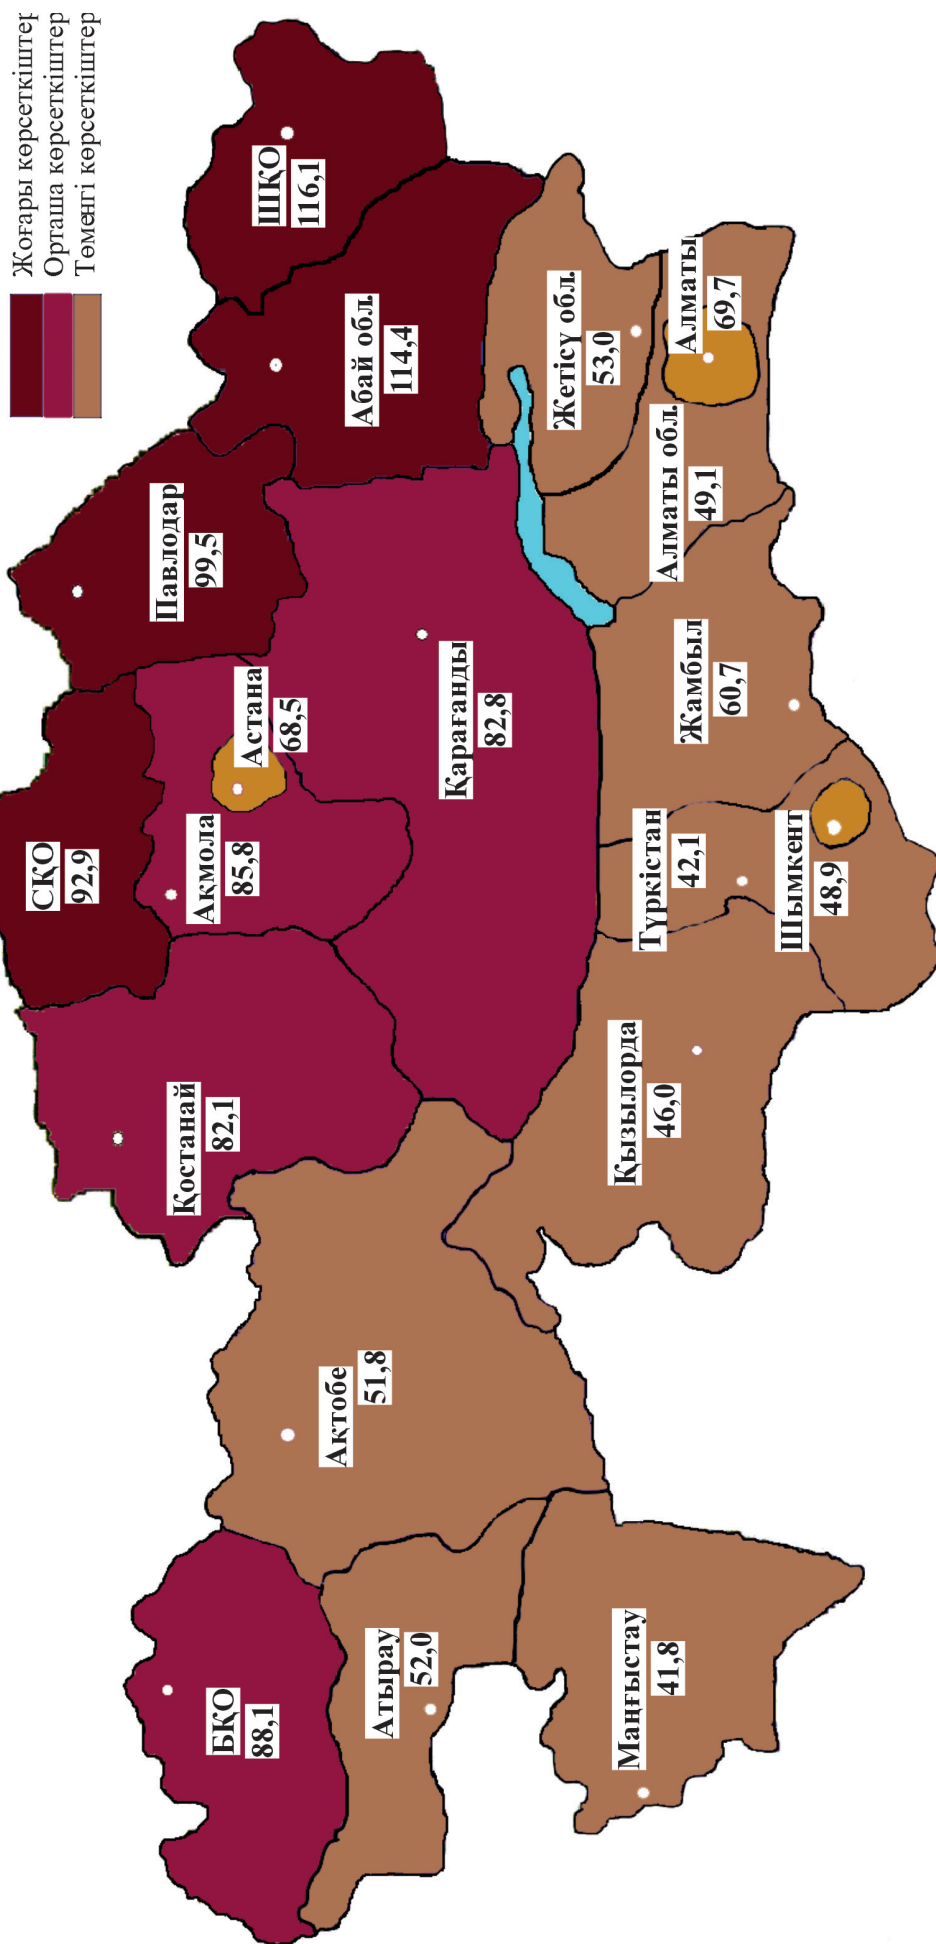 Жоғары көрсеткіштер
Орташа көрсеткіштер
Төменгі көрсеткіштер
СҚО
92,9
Павлодар
99,5
Қостанай
82,1
Ақмола
85,8
Астана
68,5
ШҚО
116,1
БҚО
88,1
Абай обл.
114,4
Ақтобе
51,8
Қарағанды
82,8
Атырау
52,0
Жетісу обл.
53,0
Маңғыстау
41,8
Қызылорда
46,0
Түркістан
42,1
Жамбыл
60,7
Алматы обл.
49,1
Алматы
69,7
Шымкент
48,9